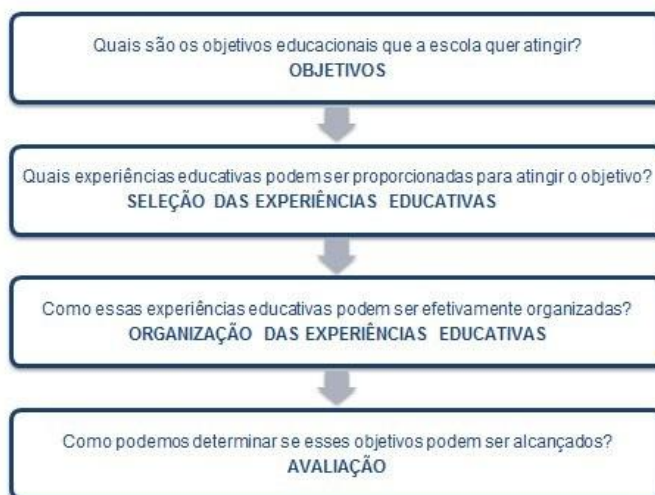 Quais são os objetivos educacionais que a escola quer atingir?
OBJETIVOS
Quais experiências educativas podem ser proporcionadas para atingir o objetivo?
SELEÇÃO DAS EXPERIÊNCIAS EDUCATIVAS
Como essas experiências educativas podem ser efetivamente organizadas?
ORGANIZAÇÃO DAS EXPERIÊNCIAS EDUCATIVAS
Como podemos determinar se esses objetivos podem ser alcançados?
AVALIAÇÃO